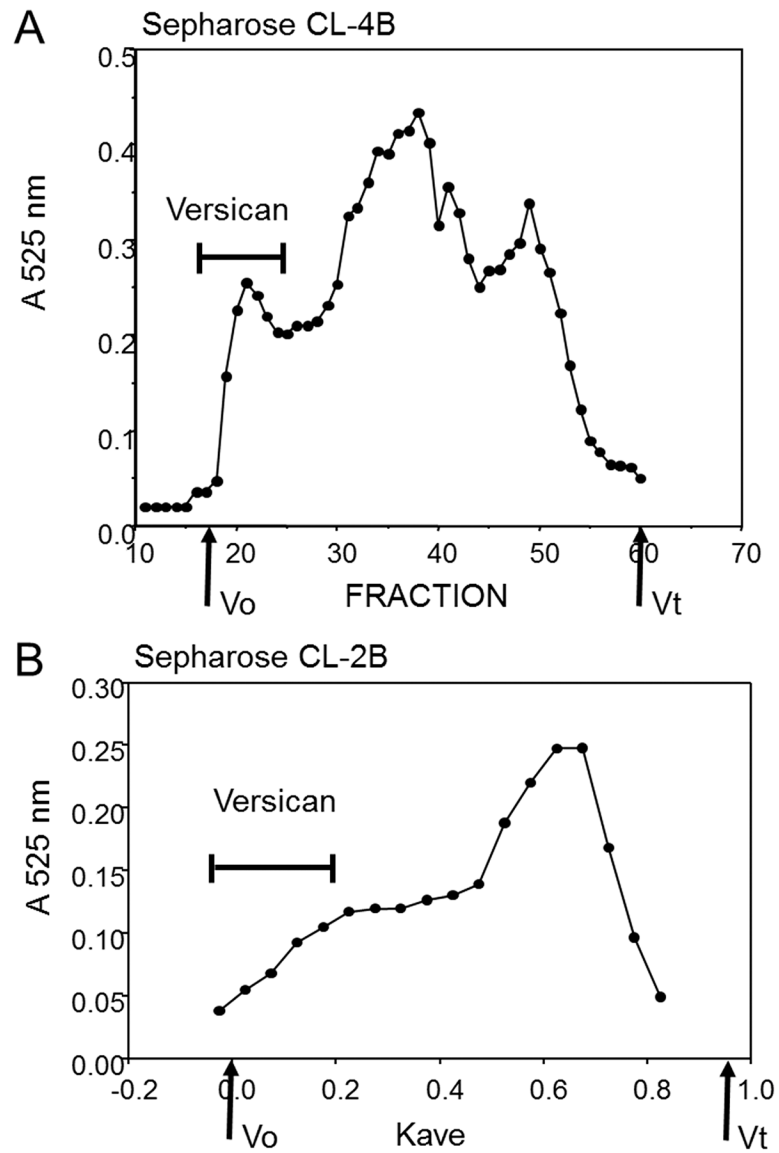 A
Sepharose CL-4B
0.5
0.4
0.3
0.2
0.1
0.0
A 525 nm
Versican
10 20 30 40 50 60 70
Vo FRACTION Vt
B
Sepharose CL-2B
0.30
0.25
0.20
0.15
0.10
0.05
0.00
A 525 nm
Versican
-0.2 0.0 0.2 0.4 0.6 0.8 1.0
Vo Kave Vt